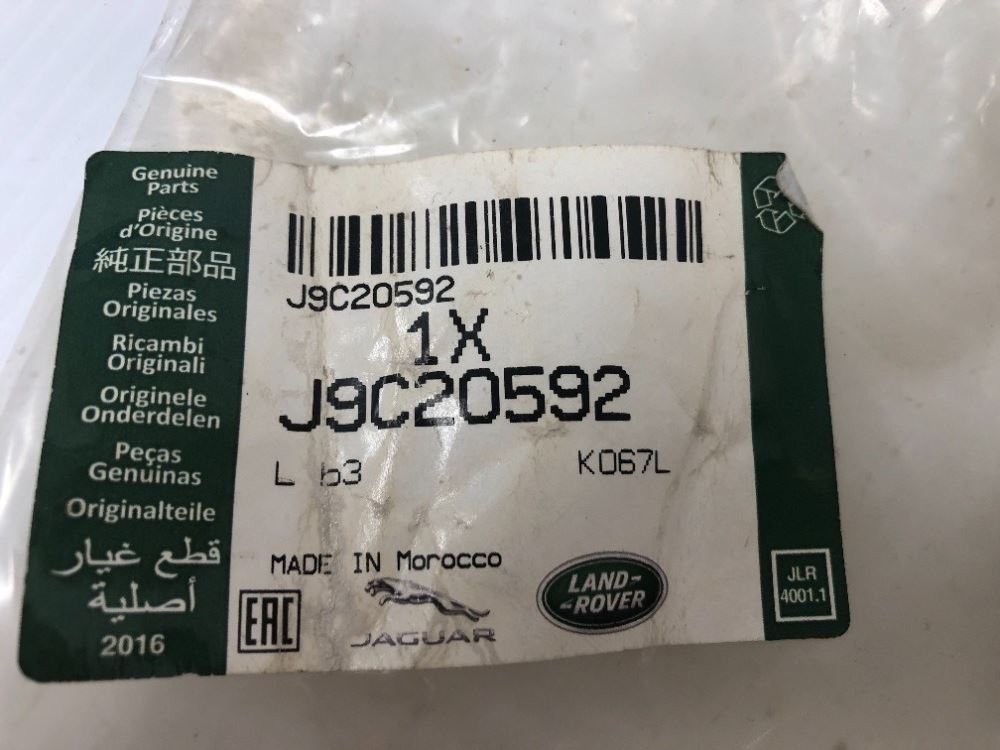 Genuine
Parts
Pièces
d'Origine
純正部品
Piezas
Originales
Ricambi
Originali
Originele
Onderdelen
Peças
Genuinas
Originalteile
قطع غيار
أصلية
2016
J9C20592
1X
J9C20592
L
K067L
MADE IN Morocco
EAC
JAGUAR
LAND-
-ROVER
JLR
4001.1